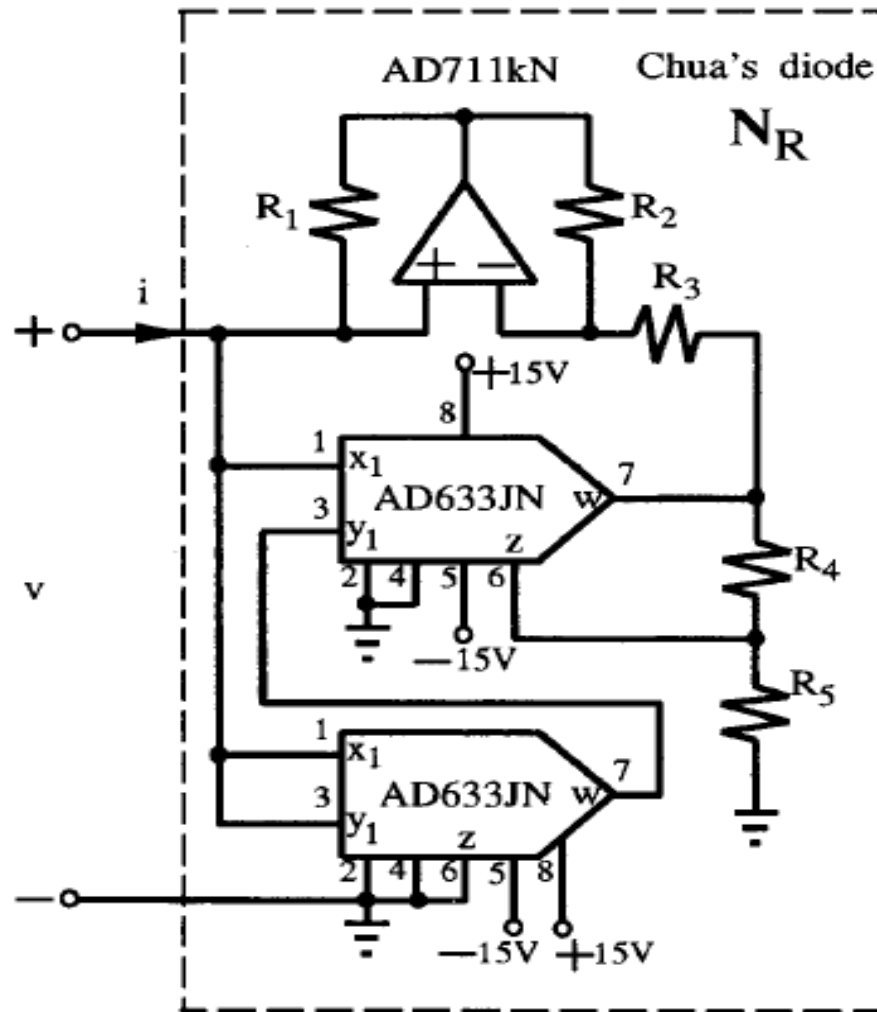 AD711kN
Chua's diode
N_R
R_1
R_2
R_3
i
+
+ −
+15V
8
1
x_1
AD633JN
w
7
3
y_1
z
2
4
5
6
R_4
v
−15V
R_5
1
x_1
AD633JN
w
7
3
y_1
z
2
4
6
5
8
−
−15V
+15V